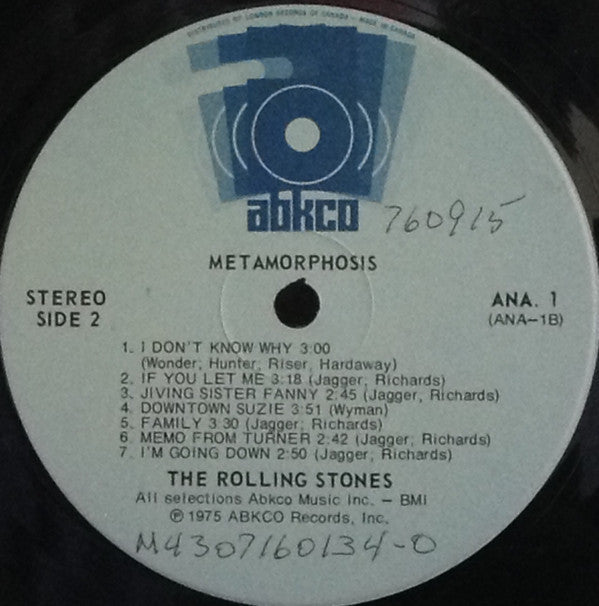 DISTRIBUTED BY LONDON RECORDS OF CANADA - MADE IN CANADA
abkco
760915
METAMORPHOSIS
STEREO
SIDE 2
ANA. 1
(ANA-1B)
1. I DON'T KNOW WHY 3:00
(Wonder; Hunter; Riser, Hardaway)
2. IF YOU LET ME 3:18 (Jagger, Richards)
3. JIVING SISTER FANNY 2:45 (Jagger, Richards)
4. DOWNTOWN SUZIE 3:51 (Wyman)
5. FAMILY 3:30 (Jagger; Richards)
6. MEMO FROM TURNER 2:42 (Jagger, Richards)
7. I'M GOING DOWN 2:50 (Jagger, Richards)
THE ROLLING STONES
All selections Abkco Music Inc. - BMI
℗ 1975 ABKCO Records, Inc.
M4307160134-0